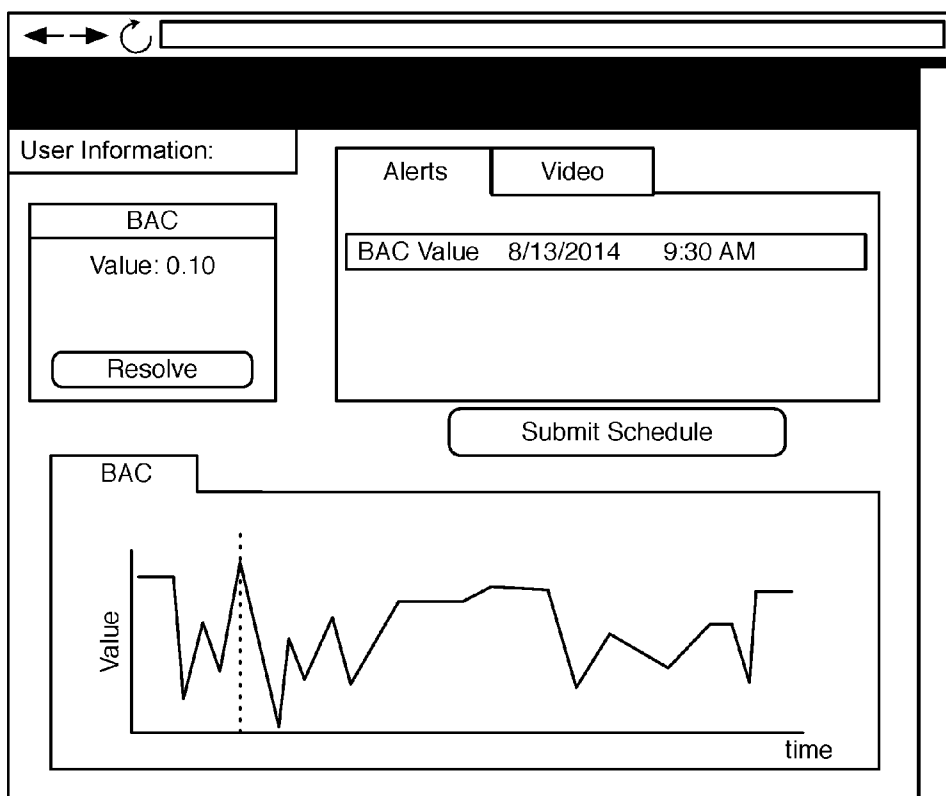 User Information:
Alerts
Video
BAC
Value: 0.10
Resolve
BAC Value 8/13/2014 9:30 AM
Submit Schedule
BAC
Value
time